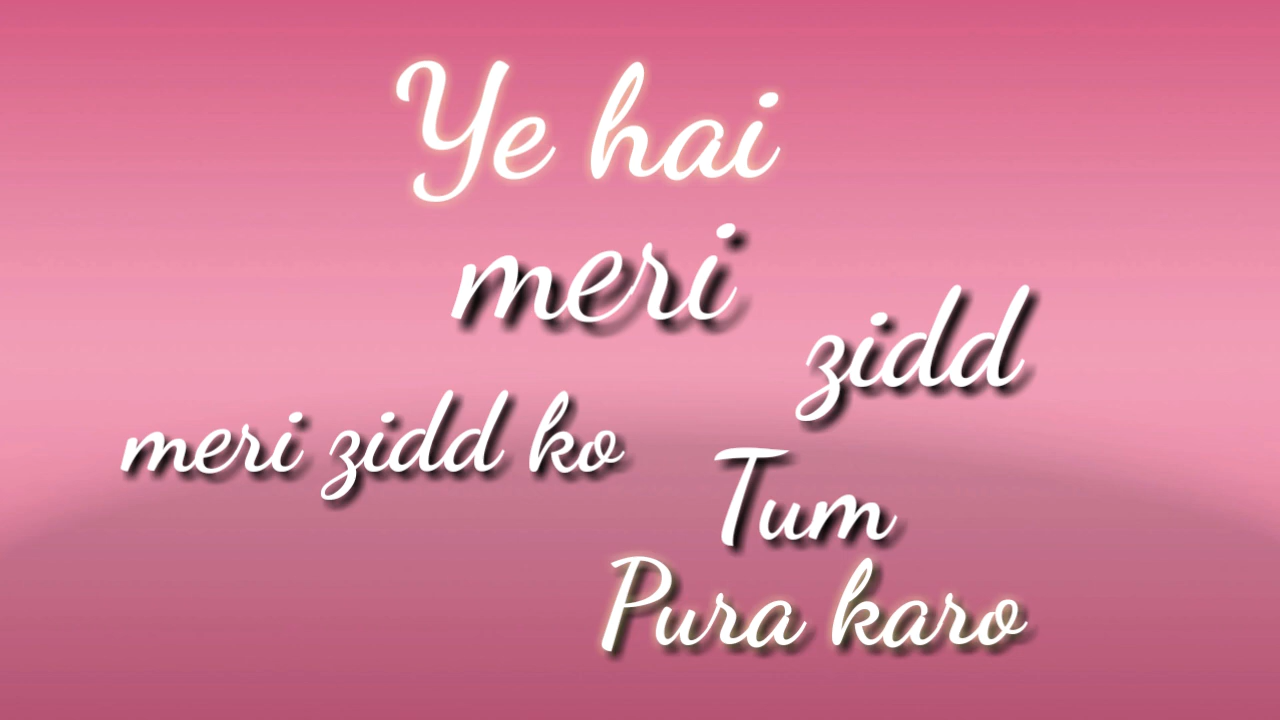 Ye hai
meri
zidd
meri zidd ko
Tum
Pura karo